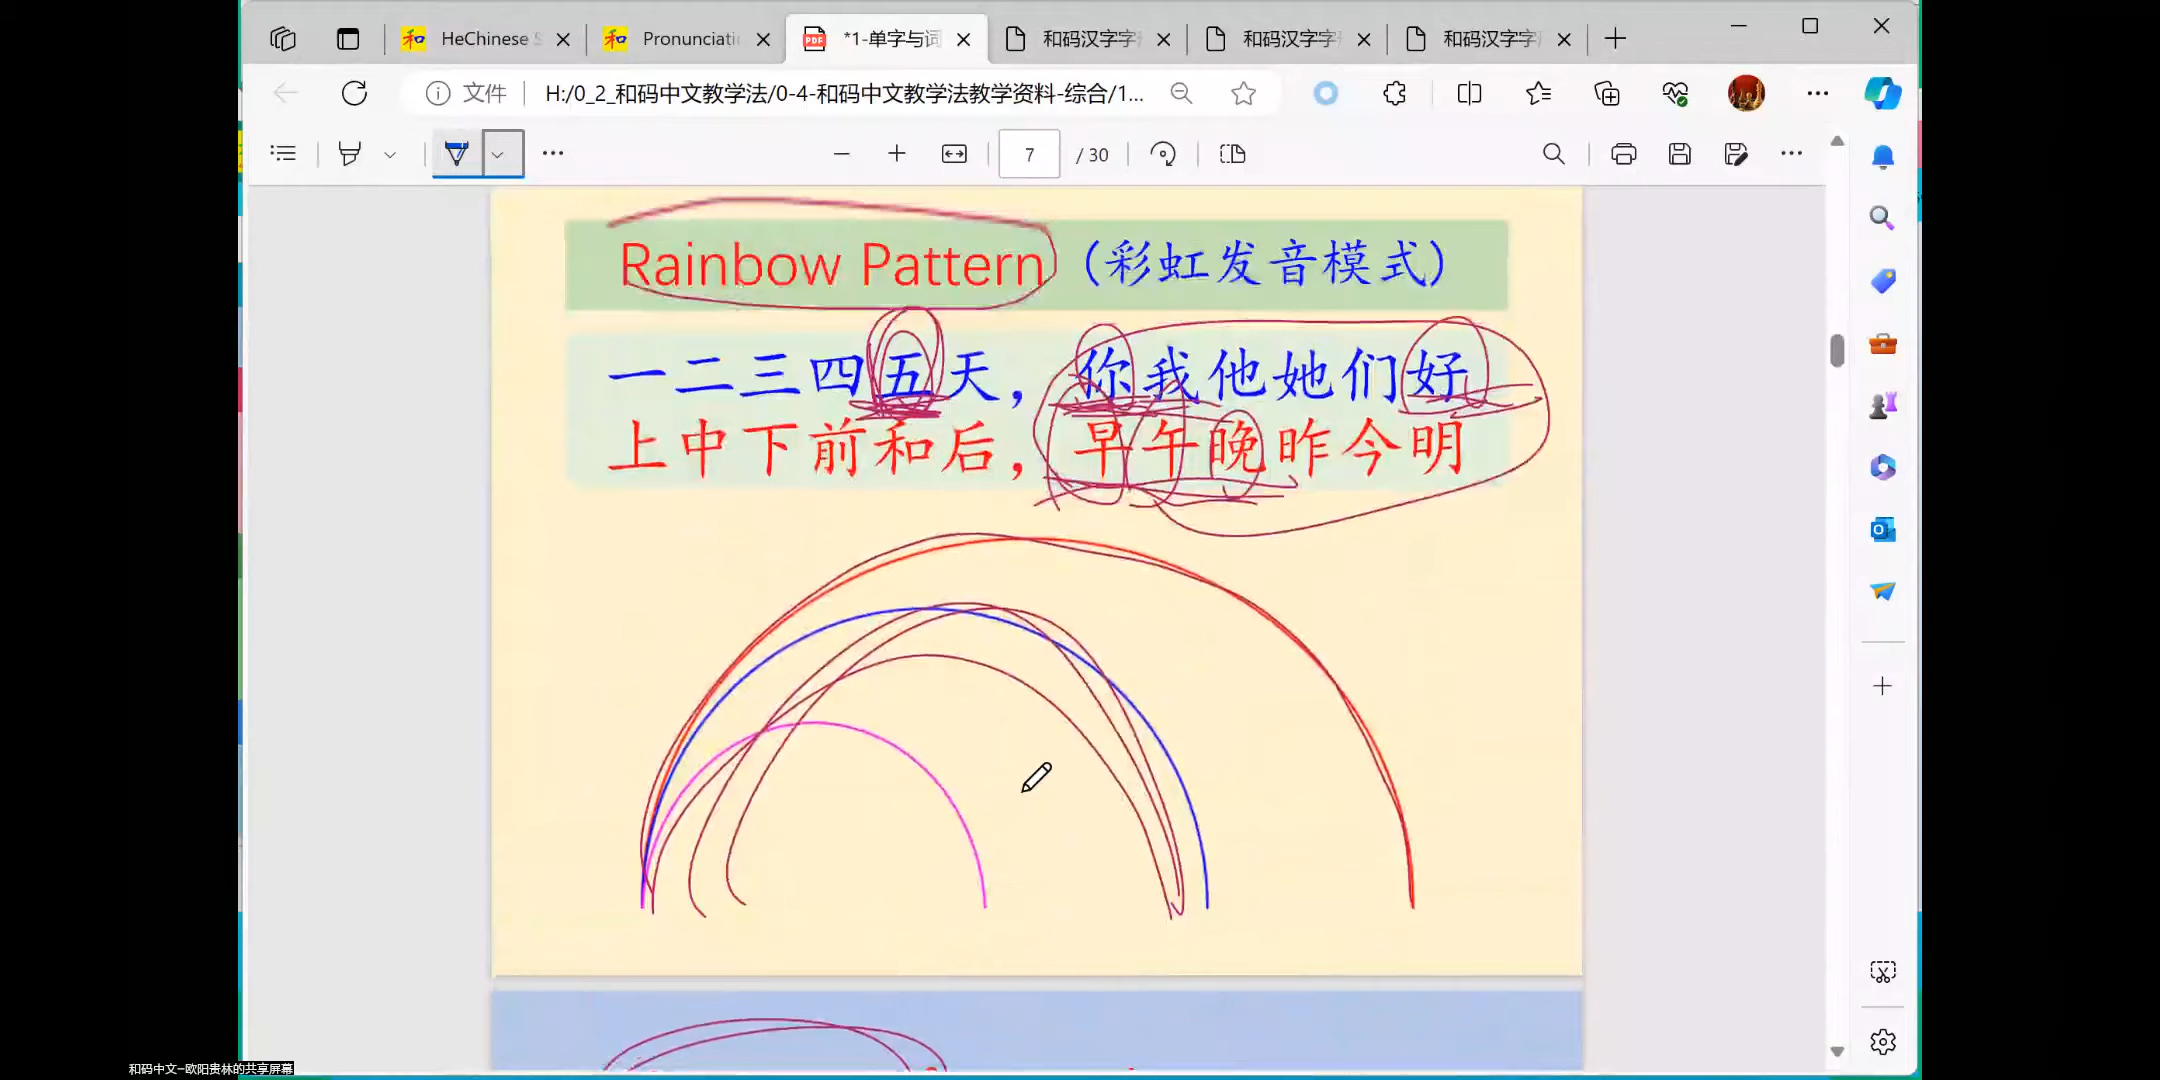 HeChinese S
Pronunciati
*1-单字与词
和码汉字字
和码汉字字
和码汉字字
文件
H:/0_2_和码中文教学法/0-4-和码中文教学法教学资料-综合/1...
7 / 30
Rainbow Pattern (彩虹发音模式)
一二三四五天，你我他她们好
上中下前和后，早午晚昨今明
和码中文-欧阳贵林的共享屏幕